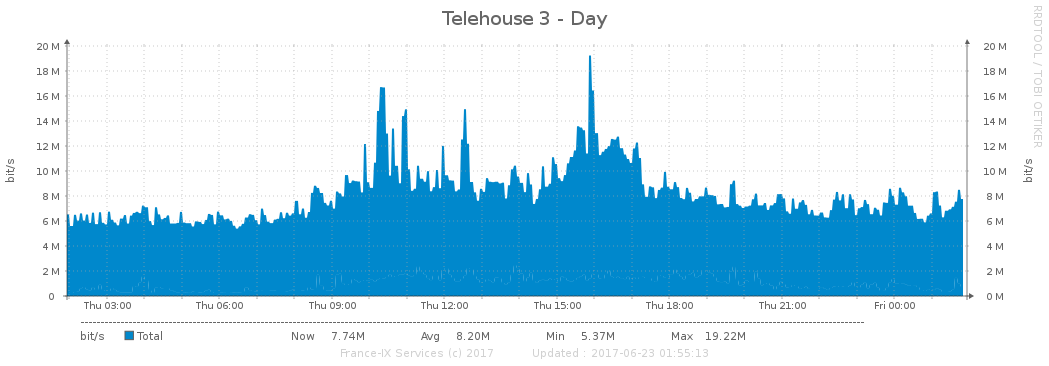 Telehouse 3 - Day
RRDTOOL / TOBI OETIKER
bit/s
bit/s
20 M 20 M
18 M 18 M
16 M 16 M
14 M 14 M
12 M 12 M
10 M 10 M
8 M 8 M
6 M 6 M
4 M 4 M
2 M 2 M
0 0 M
Thu 03:00 Thu 06:00 Thu 09:00 Thu 12:00 Thu 15:00 Thu 18:00 Thu 21:00 Fri 00:00
bit/s Total Now 7.74M Avg 8.20M Min 5.37M Max 19.22M
France-IX Services (c) 2017 Updated : 2017-06-23 01:55:13